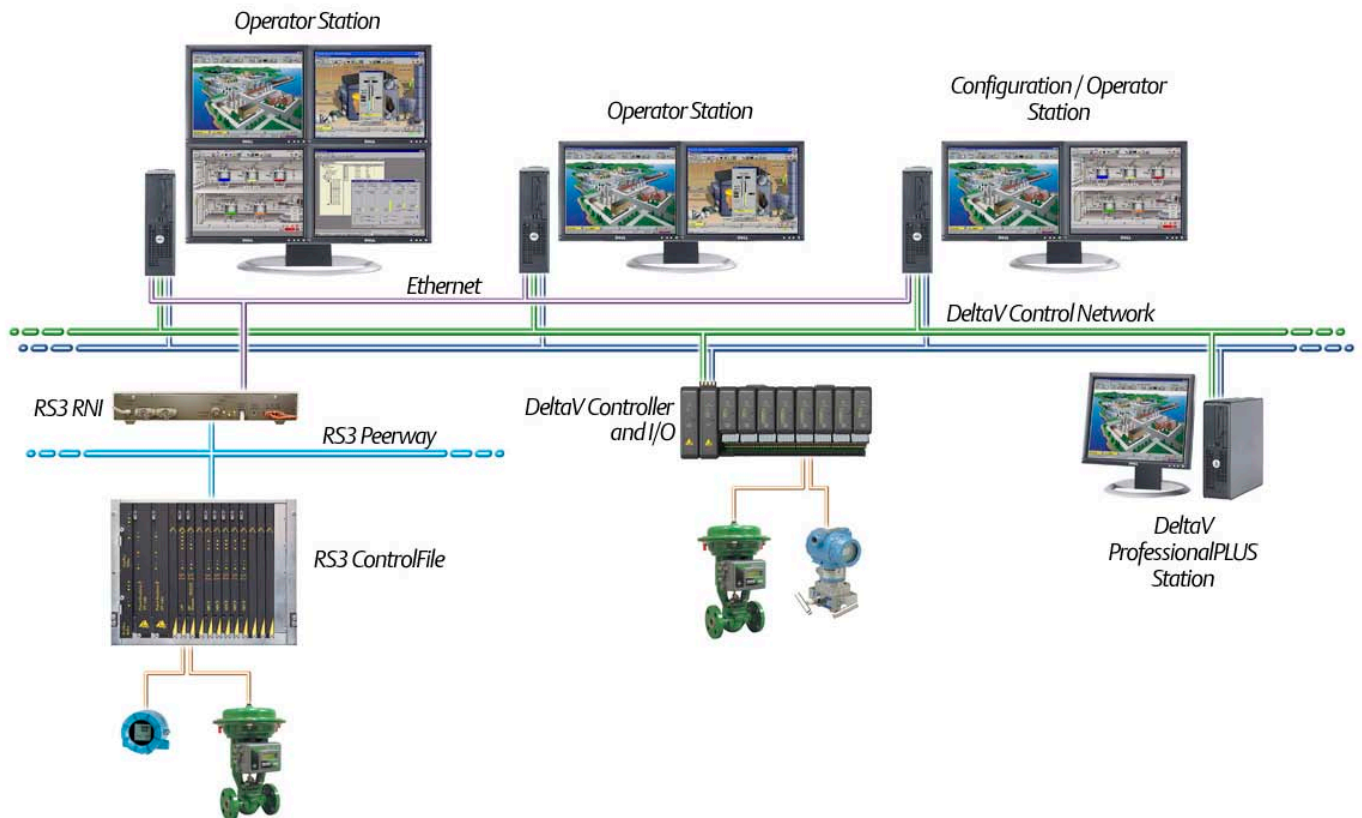 Operator Station
Operator Station
Configuration / Operator
Station
Ethernet
DeltaV Control Network
RS3 RNI
DeltaV Controller
and I/O
RS3 Peerway
RS3 ControlFile
DeltaV
ProfessionalPLUS
Station